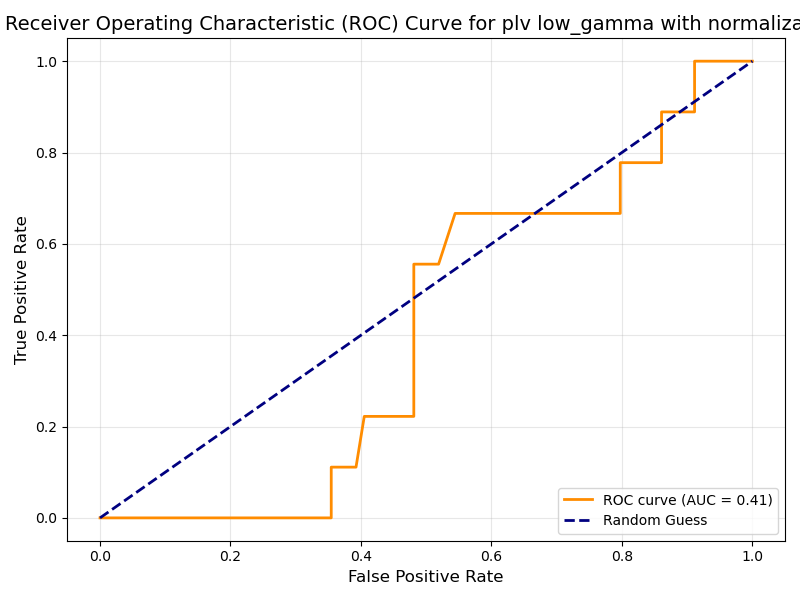 Receiver Operating Characteristic (ROC) Curve for plv low_gamma with normaliza
1.0
0.8
0.6
0.4
0.2
0.0
True Positive Rate
0.0 0.2 0.4 0.6 0.8 1.0
False Positive Rate
ROC curve (AUC = 0.41)
Random Guess